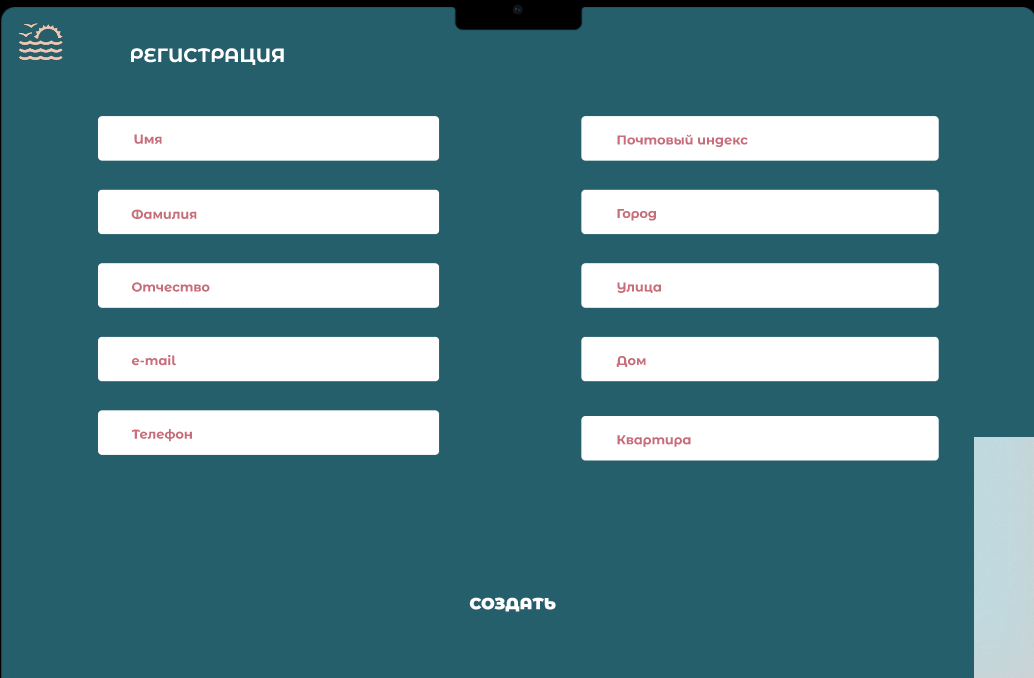 РЕГИСТРАЦИЯ
Имя
Фамилия
Отчество
e-mail
Телефон
Почтовый индекс
Город
Улица
Дом
Квартира
СОЗДАТЬ